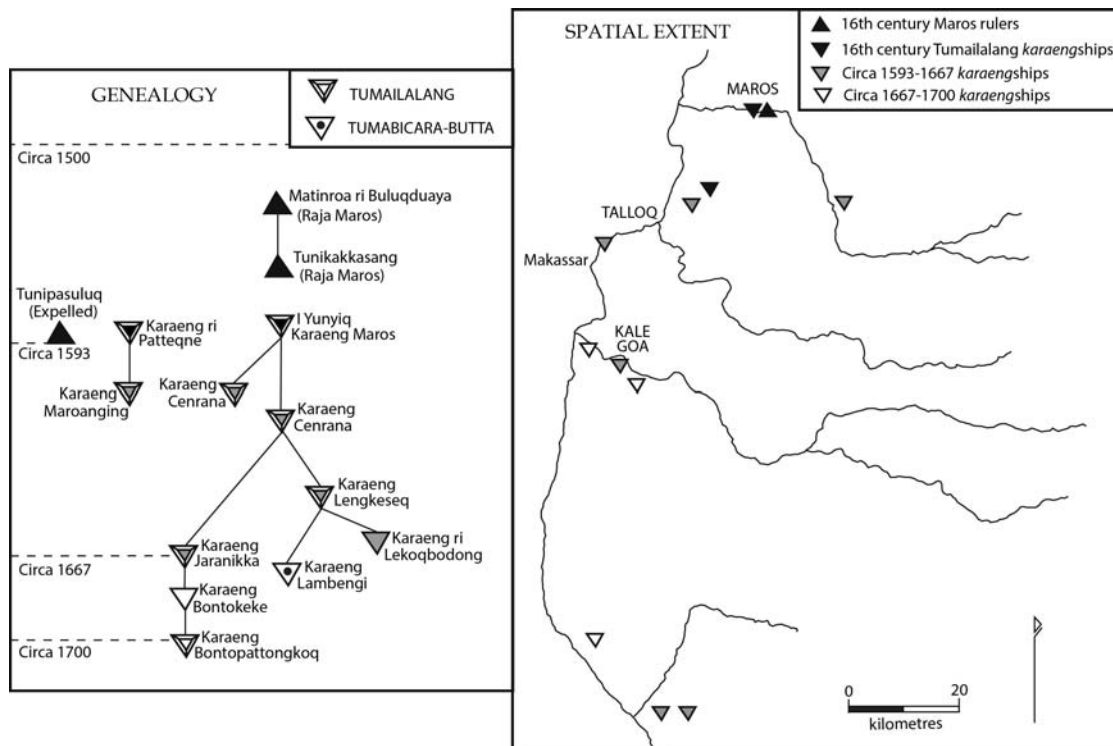 GENEALOGY
TUMAILALANG
TUMABICARA-BUTTA
Circa 1500
Matinroa ri Buluqduaya
(Raja Maros)
Tunikakkasang
(Raja Maros)
Tunipasuluq
(Expelled)
Karaeng ri
Patteqne
I Yunyiq
Karaeng Maros
Circa 1593
Karaeng
Maroanging
Karaeng
Cenrana
Karaeng
Cenrana
Karaeng
Lengkeseq
Karaeng ri
Lekoqbodong
Karaeng
Jaranikka
Circa 1667
Karaeng
Lambengi
Karaeng
Bontokeke
Karaeng
Bontopattongkoq
Circa 1700
SPATIAL EXTENT
16th century Maros rulers
16th century Tumailalang karaengships
Circa 1593-1667 karaengships
Circa 1667-1700 karaengships
MAROS
TALLOQ
Makassar
KALE
GOA
0 20
kilometres